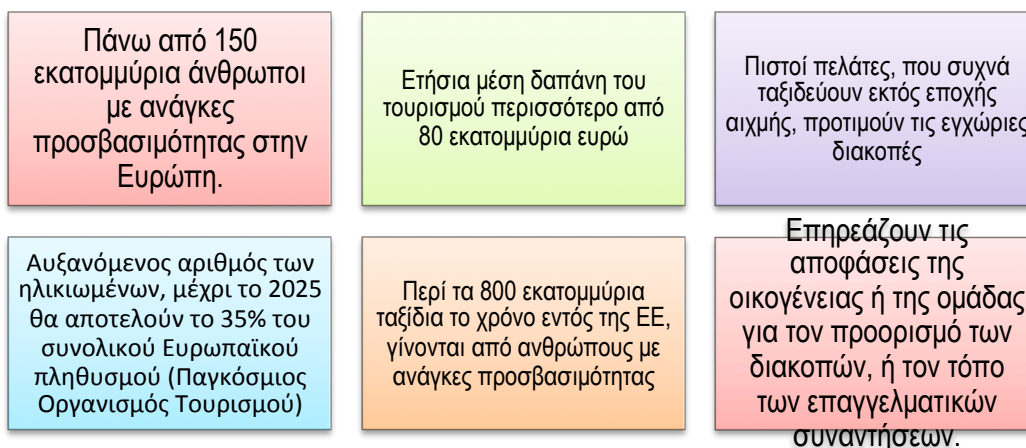 Πάνω από 150
εκατομμύρια άνθρωποι
με ανάγκες
προσβασιμότητας στην
Ευρώπη.
Ετήσια μέση δαπάνη του
τουρισμού περισσότερο από
80 εκατομμύρια ευρώ
Πιστοί πελάτες, που συχνά
ταξιδεύουν εκτός εποχής
αιχμής, προτιμούν τις εγχώριες
διακοπές
Αυξανόμενος αριθμός των
ηλικιωμένων, μέχρι το 2025
θα αποτελούν το 35% του
συνολικού Ευρωπαϊκού
πληθυσμού (Παγκόσμιος
Οργανισμός Τουρισμού)
Περί τα 800 εκατομμύρια
ταξίδια το χρόνο εντός της ΕΕ,
γίνονται από ανθρώπους με
ανάγκες προσβασιμότητας
Επηρεάζουν τις
αποφάσεις της
οικογένειας ή της ομάδας
για τον προορισμό των
διακοπών, ή τον τόπο
των επαγγελματικών
συναντήσεων.